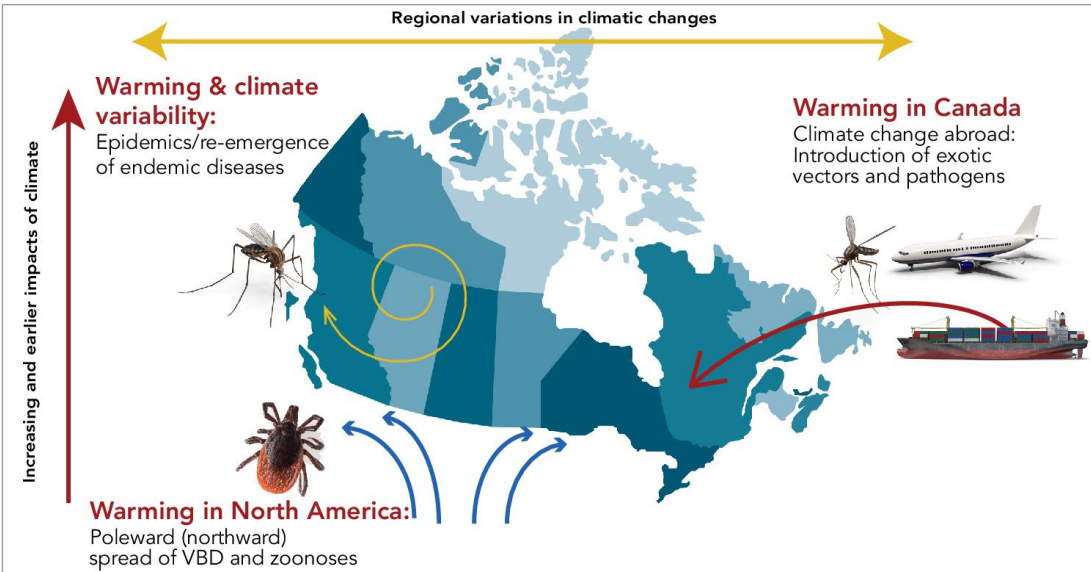 Regional variations in climatic changes
Increasing and earlier impacts of climate
Warming & climate
variability:
Epidemics/re-emergence
of endemic diseases
Warming in Canada
Climate change abroad:
Introduction of exotic
vectors and pathogens
Warming in North America:
Poleward (northward)
spread of VBD and zoonoses